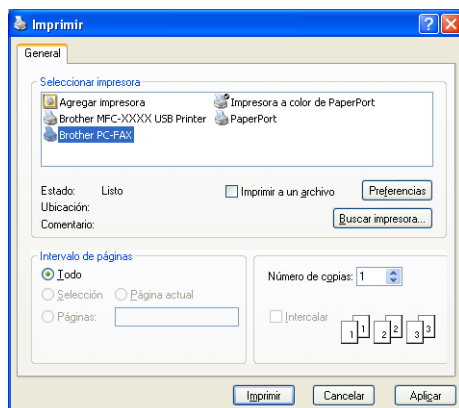 Imprimir
General
Seleccionar impresora
Agregar impresora
Impresora a color de PaperPort
Brother MFC-XXXX USB Printer
PaperPort
Brother PC-FAX
Estado: Listo
Imprimir a un archivo
Preferencias
Ubicación:
Comentario:
Buscar impresora...
Intervalo de páginas
Todo
Selección
Página actual
Páginas:
Número de copias: 1
Intercalar
1 1 2 2 3 3
Imprimir
Cancelar
Aplicar